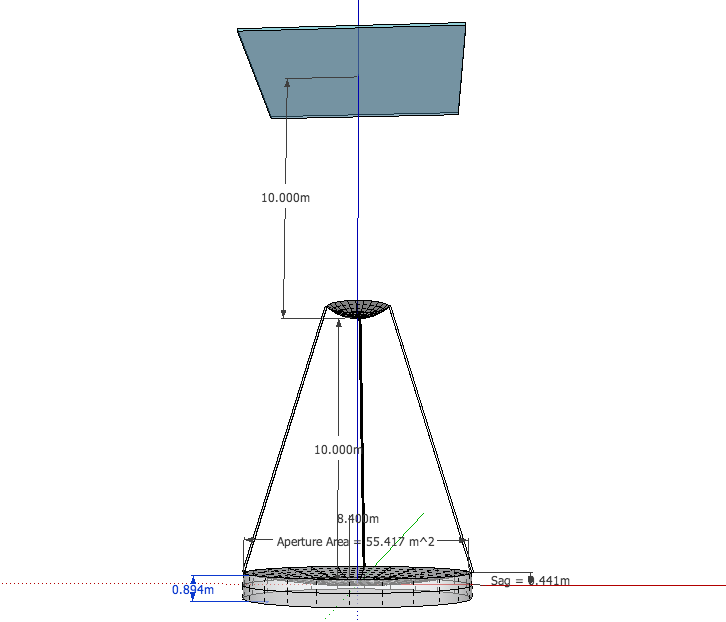 10.000m
10.000m
8.400m
Aperture Area = 55.417 m^2
Sag = 0.441m
0.894m